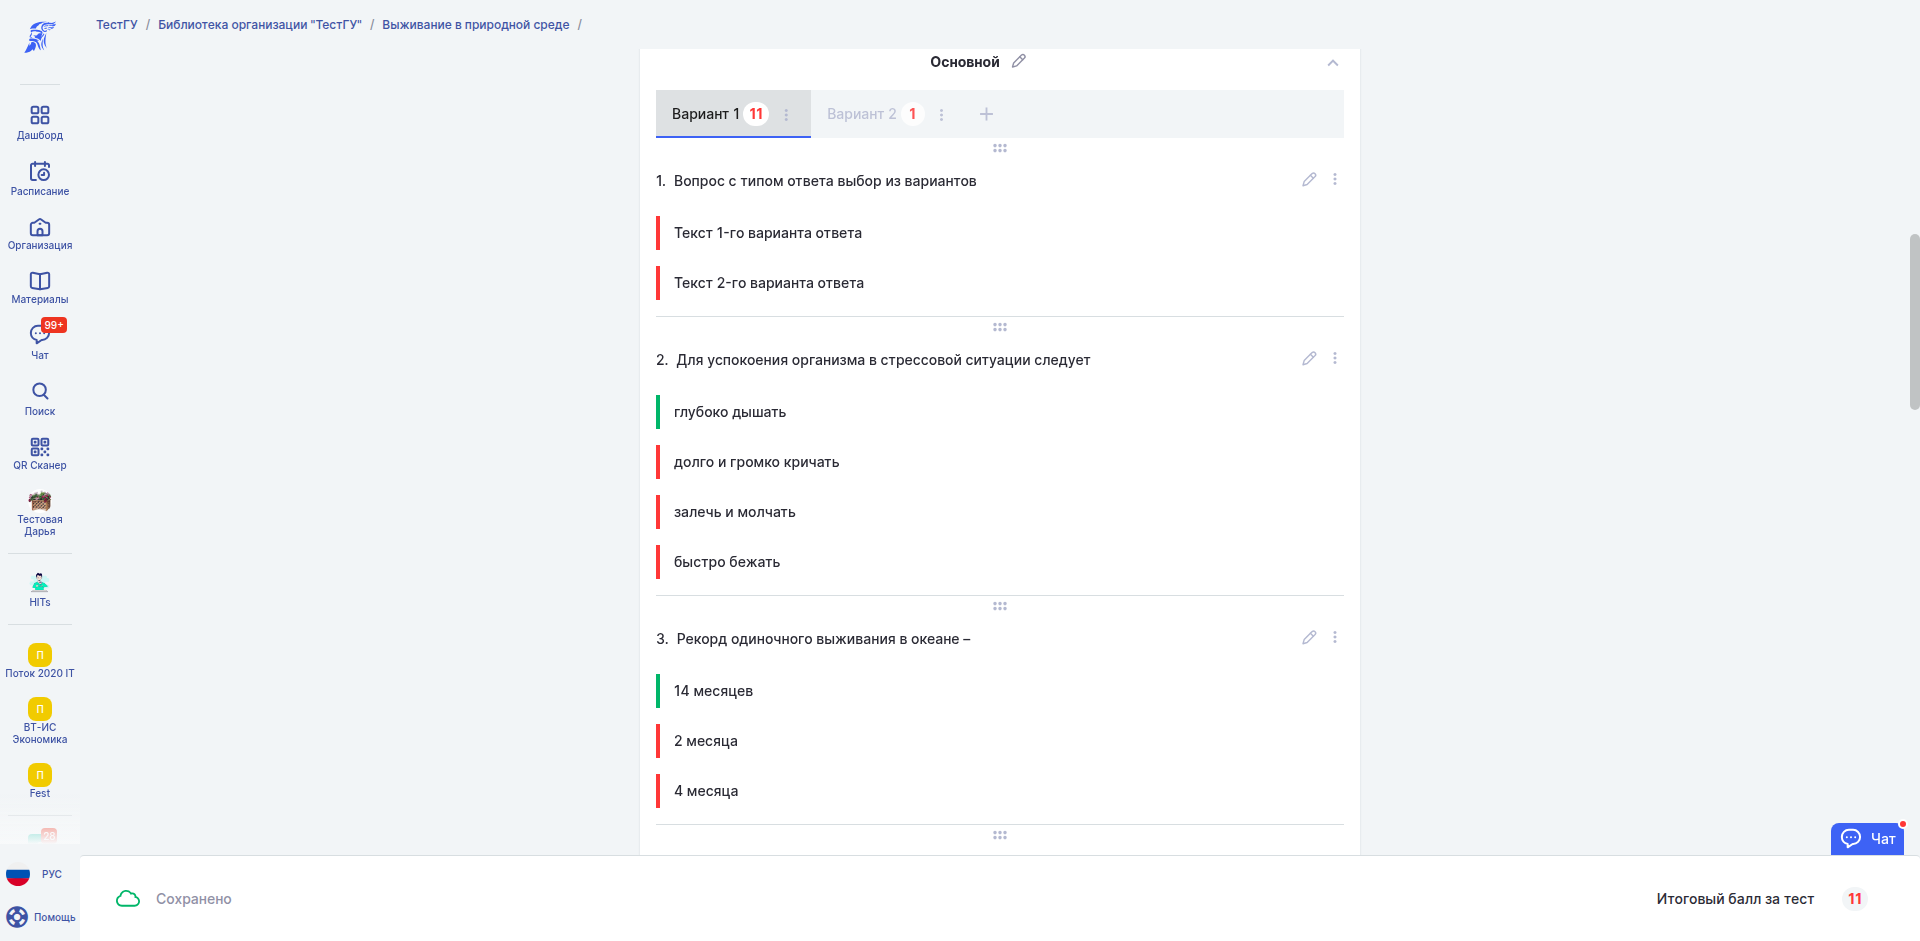 ТестГУ / Библиотека организации "ТестГУ" / Выживание в природной среде /
Дашборд
Расписание
Организация
Материалы
99+
Чат
Поиск
QR Сканер
Тестовая
Дарья
HITs
П
Поток 2020 IT
П
ВТ-ИС
Экономика
П
Fest
28
РУС
Помощь
Основной
Вариант 1 11 Вариант 2 1
1. Вопрос с типом ответа выбор из вариантов
Текст 1-го варианта ответа
Текст 2-го варианта ответа
2. Для успокоения организма в стрессовой ситуации следует
глубоко дышать
долго и громко кричать
залечь и молчать
быстро бежать
3. Рекорд одиночного выживания в океане –
14 месяцев
2 месяца
4 месяца
Чат
Сохранено
Итоговый балл за тест 11